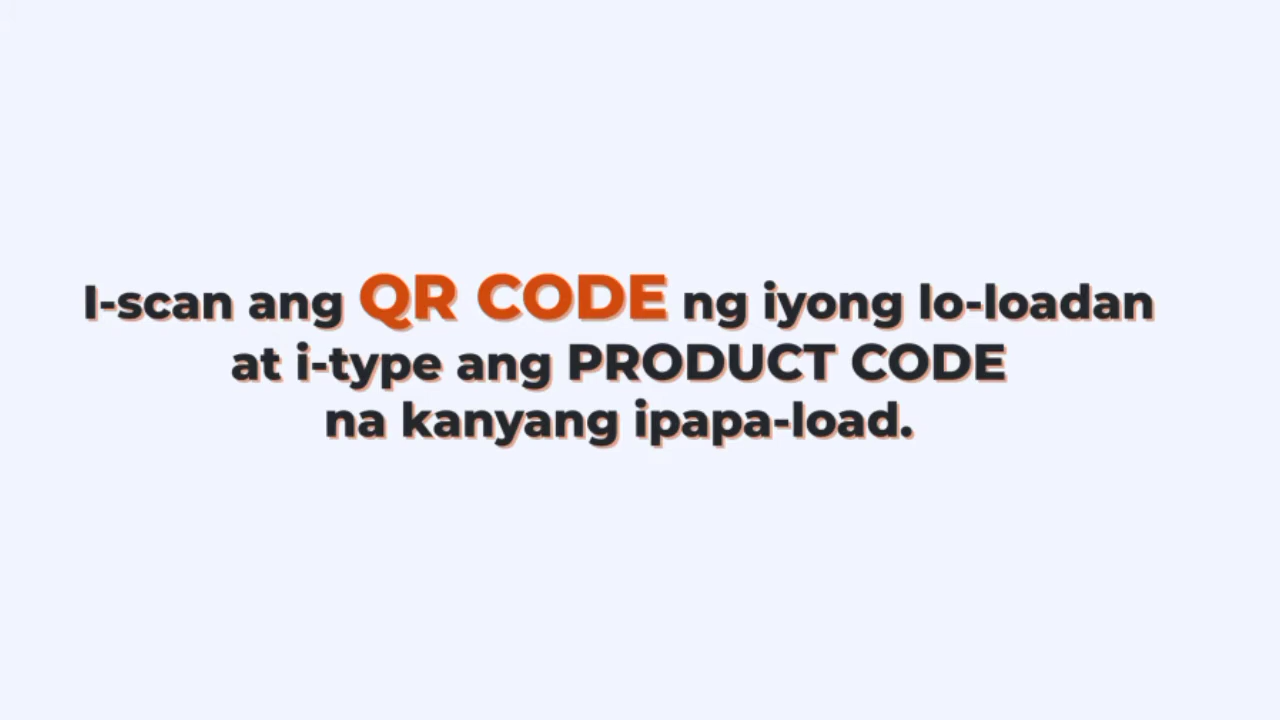 I-scan ang QR CODE ng iyong lo-loadan
at i-type ang PRODUCT CODE
na kanyang ipapa-load.